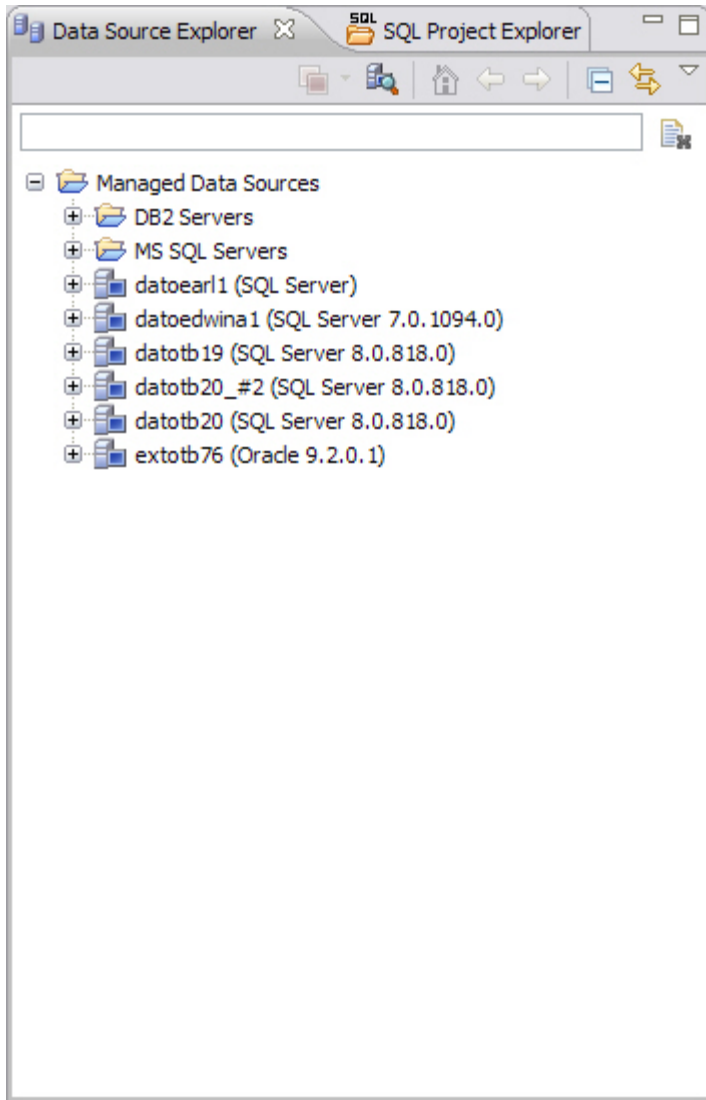 Data Source Explorer SQL SQL Project Explorer
Managed Data Sources
DB2 Servers
MS SQL Servers
datoearl1 (SQL Server)
datoedwina1 (SQL Server 7.0.1094.0)
datotb19 (SQL Server 8.0.818.0)
datotb20_#2 (SQL Server 8.0.818.0)
datotb20 (SQL Server 8.0.818.0)
extotb76 (Oracle 9.2.0.1)